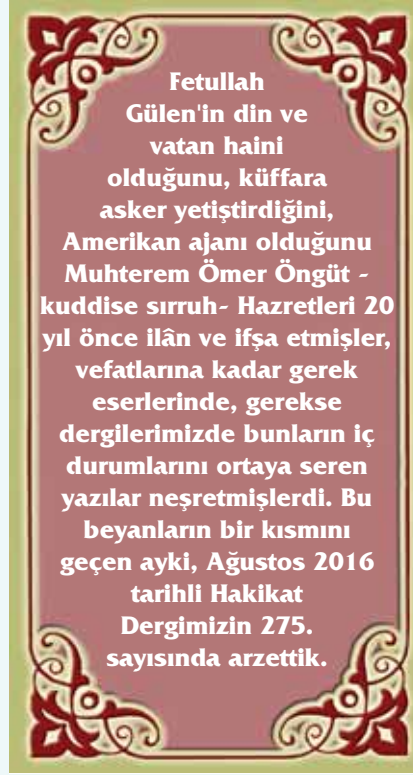 Fetullah
Gülen'in din ve
vatan haini
olduğunu, küffara
asker yetiştirdiğini,
Amerikan ajanı olduğunu
Muhterem Ömer Öngüt -
kuddise sırruh- Hazretleri 20
yıl önce ilân ve ifşa etmişler,
vefatlarına kadar gerek
eserlerinde, gerekse
dergilerimizde bunların iç
durumlarını ortaya seren
yazılar neşretmişlerdi. Bu
beyanların bir kısmını
geçen ayki, Ağustos 2016
tarihli Hakikat
Dergimizin 275.
sayısında arzettik.